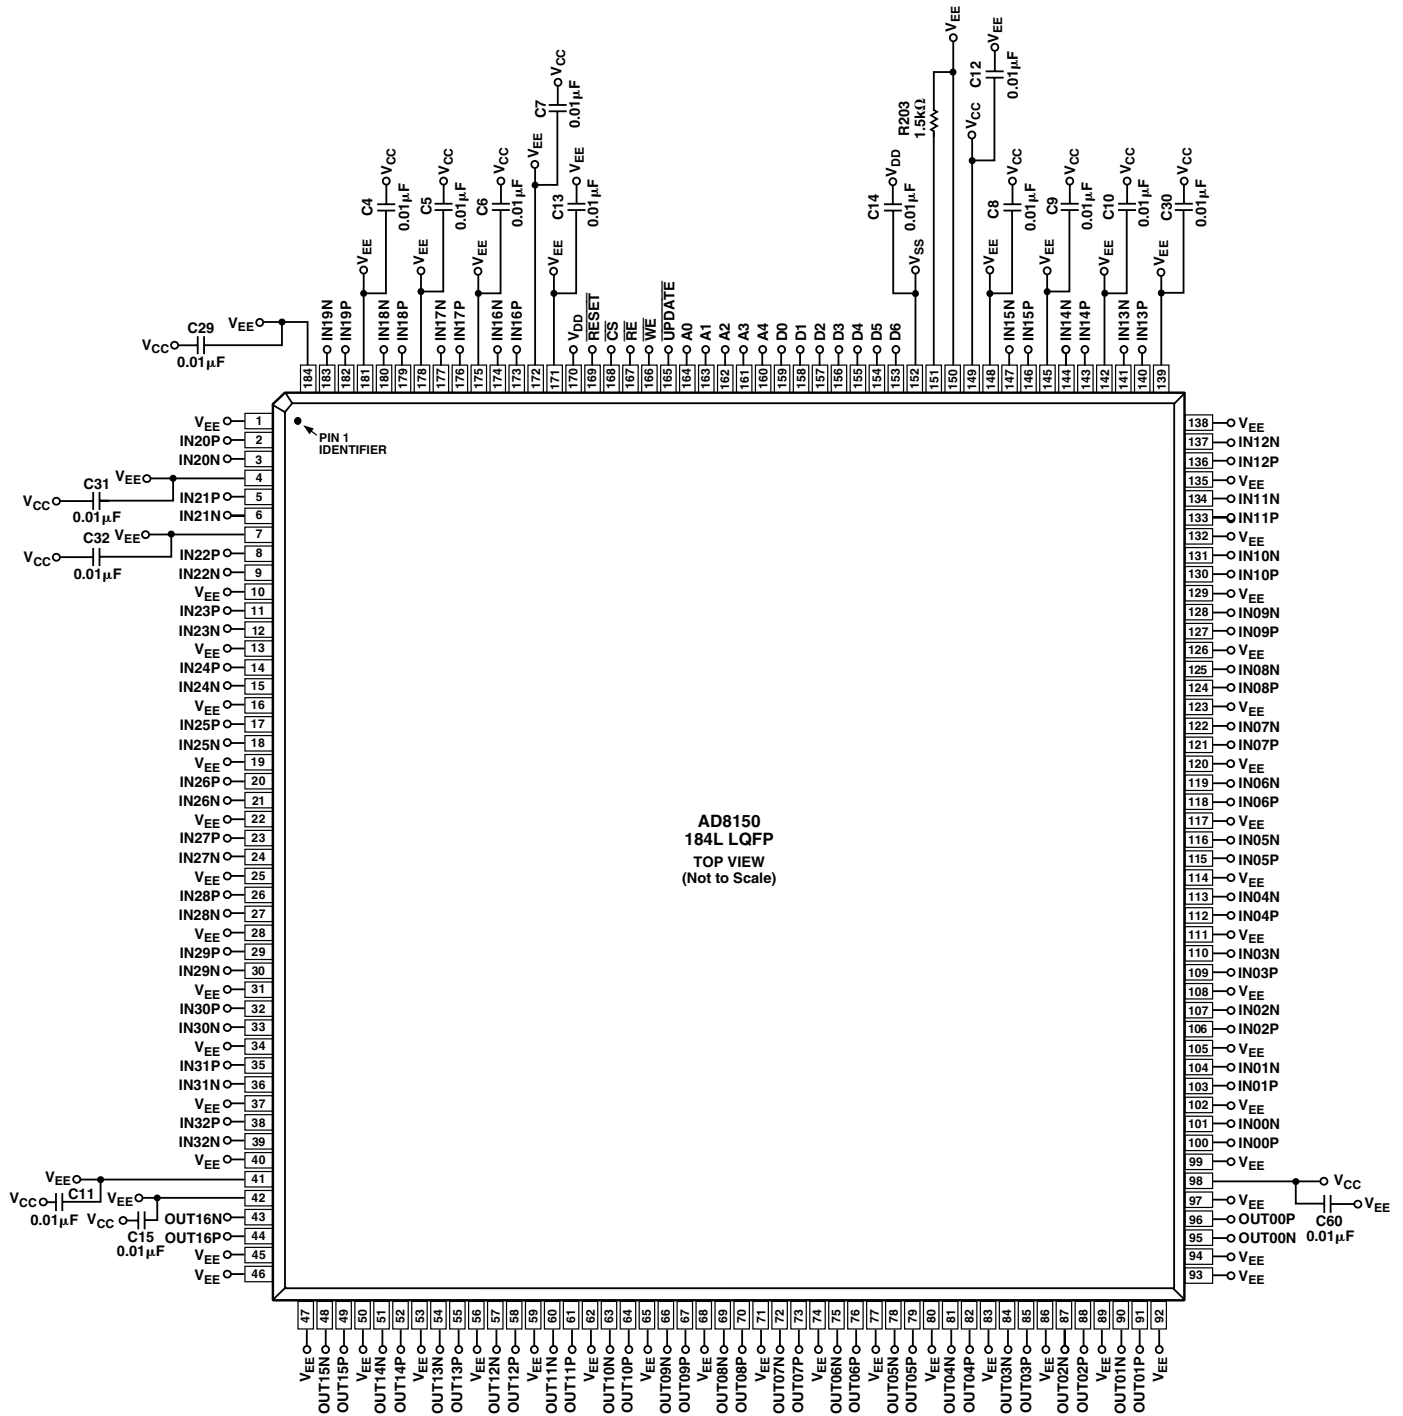 VEE
VEE
C12
0.01µF
VCC
C7
0.01µF
R203
1.5kΩ
VCC
VEE
VCC
C4
0.01µF
VCC
C5
0.01µF
VCC
C6
0.01µF
VEE
C13
0.01µF
VDD
C14
0.01µF
VCC
C8
0.01µF
VCC
C9
0.01µF
VCC
C10
0.01µF
VCC
C30
0.01µF
VEE
VEE
VEE
VEE
VSS
VEE
VEE
VEE
VEE
VEE
C29
VCC
0.01µF
IN19N
IN19P
IN18N
IN18P
IN17N
IN17P
IN16N
IN16P
VDD
RESET
CS
RE
WE
UPDATE
A0
A1
A2
A3
A4
D0
D1
D2
D3
D4
D5
D6
IN15N
IN15P
IN14N
IN14P
IN13N
IN13P
184
183
182
181
180
179
178
177
176
175
174
173
172
171
170
169
168
167
166
165
164
163
162
161
160
159
158
157
156
155
154
153
152
151
150
149
148
147
146
145
144
143
142
141
140
139
PIN 1
IDENTIFIER
VEE 1
IN20P 2
IN20N 3
VEE 4
C31
VCC
0.01µF
IN21P 5
IN21N 6
VEE 7
C32
VCC
0.01µF
IN22P 8
IN22N 9
VEE 10
IN23P 11
IN23N 12
VEE 13
IN24P 14
IN24N 15
VEE 16
IN25P 17
IN25N 18
VEE 19
IN26P 20
IN26N 21
VEE 22
IN27P 23
IN27N 24
VEE 25
IN28P 26
IN28N 27
VEE 28
IN29P 29
IN29N 30
VEE 31
IN30P 32
IN30N 33
VEE 34
IN31P 35
IN31N 36
VEE 37
IN32P 38
IN32N 39
VEE 40
VEE 41
VCC
C11
0.01µF
VEE 42
VCC
C15
0.01µF
OUT16N 43
OUT16P 44
VEE 45
VEE 46
AD8150
184L LQFP
TOP VIEW
(Not to Scale)
138 VEE
137 IN12N
136 IN12P
135 VEE
134 IN11N
133 IN11P
132 VEE
131 IN10N
130 IN10P
129 VEE
128 IN09N
127 IN09P
126 VEE
125 IN08N
124 IN08P
123 VEE
122 IN07N
121 IN07P
120 VEE
119 IN06N
118 IN06P
117 VEE
116 IN05N
115 IN05P
114 VEE
113 IN04N
112 IN04P
111 VEE
110 IN03N
109 IN03P
108 VEE
107 IN02N
106 IN02P
105 VEE
104 IN01N
103 IN01P
102 VEE
101 IN00N
100 IN00P
99 VEE
98 VCC
97 VEE
VEE
C60
0.01µF
96 OUT00P
95 OUT00N
94 VEE
93 VEE
47
48
49
50
51
52
53
54
55
56
57
58
59
60
61
62
63
64
65
66
67
68
69
70
71
72
73
74
75
76
77
78
79
80
81
82
83
84
85
86
87
88
89
90
91
92
VEE
OUT15N
OUT15P
VEE
OUT14N
OUT14P
VEE
OUT13N
OUT13P
VEE
OUT12N
OUT12P
VEE
OUT11N
OUT11P
VEE
OUT10N
OUT10P
VEE
OUT09N
OUT09P
VEE
OUT08N
OUT08P
VEE
OUT07N
OUT07P
VEE
OUT06N
OUT06P
VEE
OUT05N
OUT05P
VEE
OUT04N
OUT04P
VEE
OUT03N
OUT03P
VEE
OUT02N
OUT02P
VEE
OUT01N
OUT01P
VEE